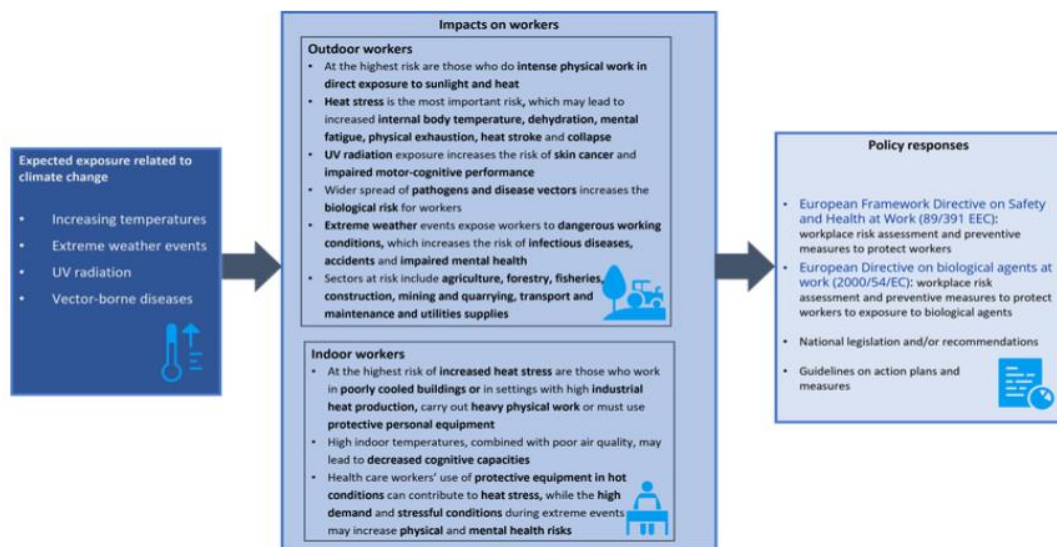 Expected exposure related to
climate change
• Increasing temperatures
• Extreme weather events
• UV radiation
• Vector-borne diseases
Impacts on workers
Outdoor workers
• At the highest risk are those who do intense physical work in
direct exposure to sunlight and heat
• Heat stress is the most important risk, which may lead to
increased internal body temperature, dehydration, mental
fatigue, physical exhaustion, heat stroke and collapse
• UV radiation exposure increases the risk of skin cancer and
impaired motor-cognitive performance
• Wider spread of pathogens and disease vectors increases the
biological risk for workers
• Extreme weather events expose workers to dangerous working
conditions, which increases the risk of infectious diseases,
accidents and impaired mental health
• Sectors at risk include agriculture, forestry, fisheries,
construction, mining and quarrying, transport and
maintenance and utilities supplies
Indoor workers
• At the highest risk of increased heat stress are those who work
in poorly cooled buildings or in settings with high industrial
heat production, carry out heavy physical work or must use
protective personal equipment
• High indoor temperatures, combined with poor air quality, may
lead to decreased cognitive capacities
• Health care workers' use of protective equipment in hot
conditions can contribute to heat stress, while the high
demand and stressful conditions during extreme events
may increase physical and mental health risks
Policy responses
• European Framework Directive on Safety
and Health at Work (89/391 EEC):
workplace risk assessment and preventive
measures to protect workers
• European Directive on biological agents at
work (2000/54/EC): workplace risk
assessment and preventive measures to protect
workers to exposure to biological agents
• National legislation and/or recommendations
• Guidelines on action plans and
measures